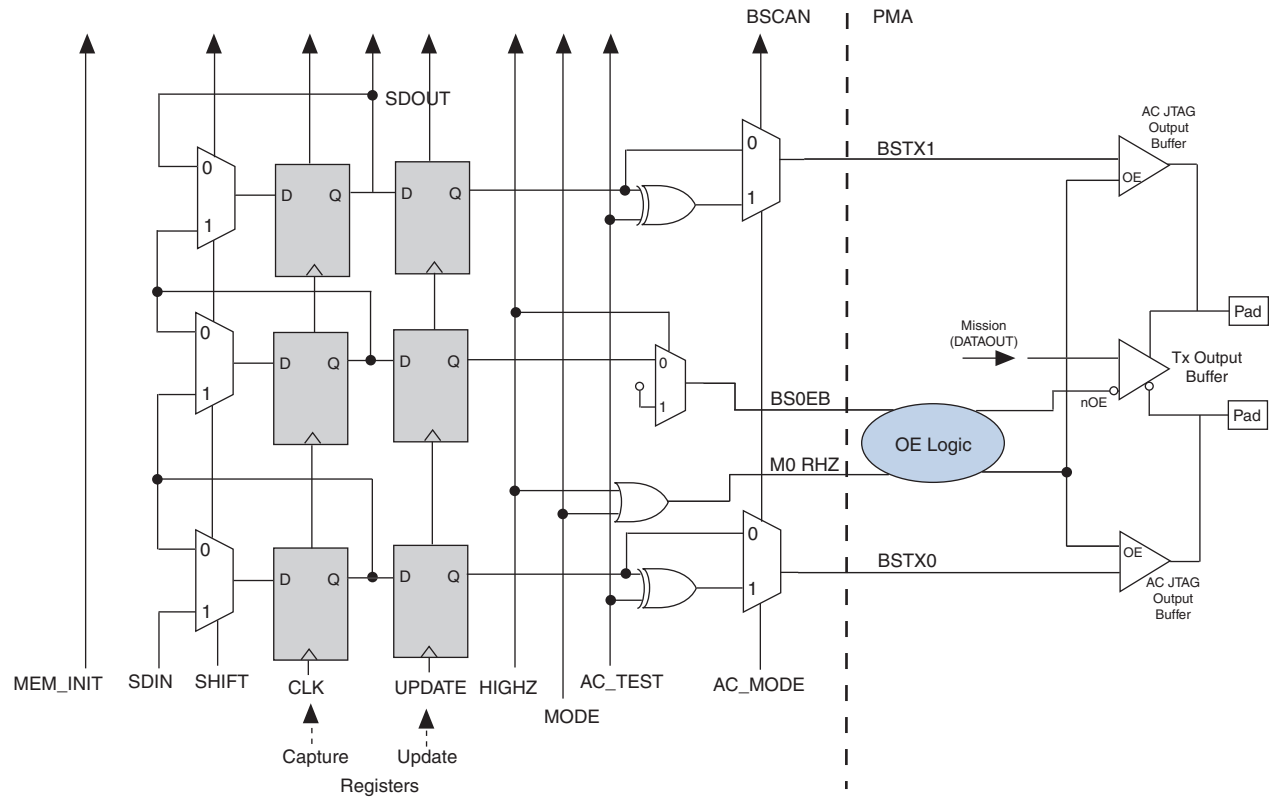 BSCAN
PMA
SDOUT
AC JTAG
Output
Buffer
0
1
D Q
D Q
0
1
BSTX1
OE
0
1
D Q
D Q
0
1
Mission
(DATAOUT)
Pad
Tx Output
Buffer
nOE
BS0EB
Pad
OE Logic
M0 RHZ
0
1
D Q
D Q
0
1
BSTX0
OE
AC JTAG
Output
Buffer
MEM_INIT
SDIN
SHIFT
CLK
UPDATE
HIGHZ
MODE
AC_TEST
AC_MODE
Capture
Update
Registers